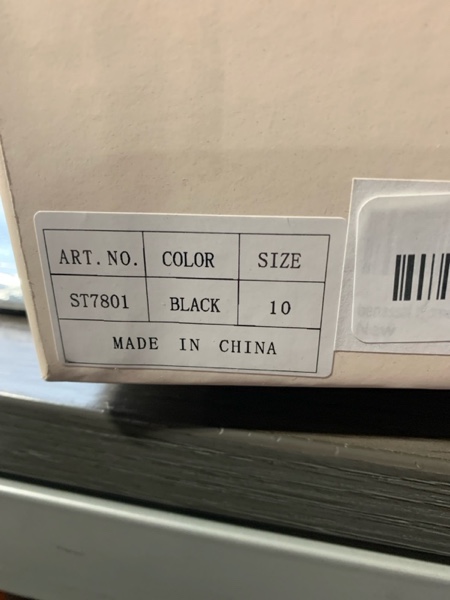 ART. NO. COLOR SIZE
ST7801 BLACK 10
MADE IN CHINA